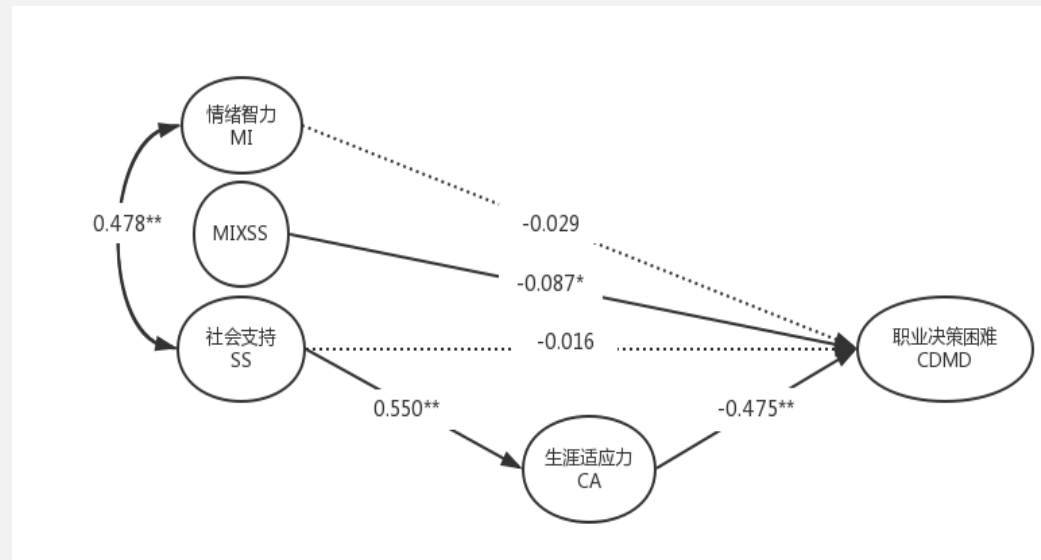 情绪智力
MI
0.478**
MIXSS
-0.029
-0.087*
社会支持
SS
-0.016
职业决策困难
CDMD
0.550**
-0.475**
生涯适应力
CA